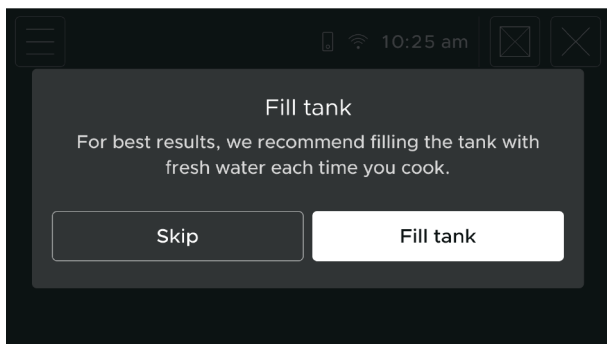 10:25 am
Fill tank
For best results, we recommend filling the tank with
fresh water each time you cook.
Skip
Fill tank